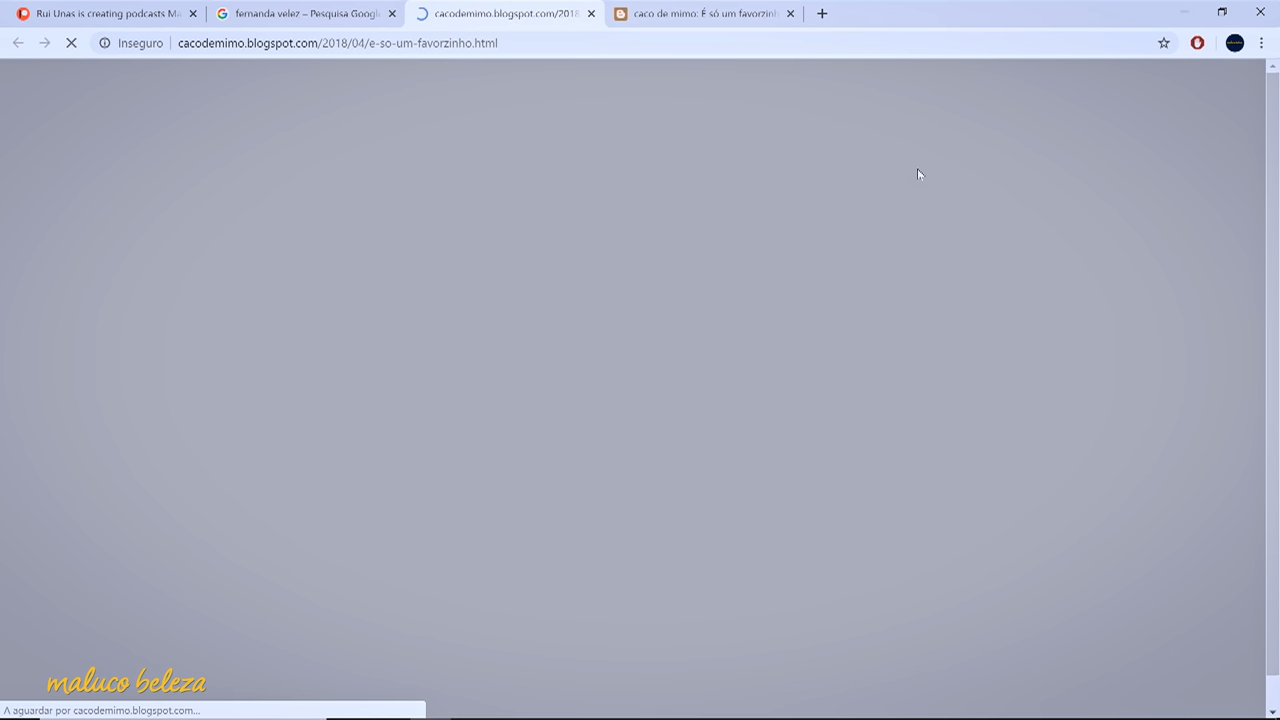 Rui Unas is creating podcasts Ma
fernanda velez – Pesquisa Google
cacodemimo.blogspot.com/2018
caco de mimo: É só um favorzinh
Inseguro
cacodemimo.blogspot.com/2018/04/e-so-um-favorzinho.html
maluco beleza
A aguardar por cacodemimo.blogspot.com...